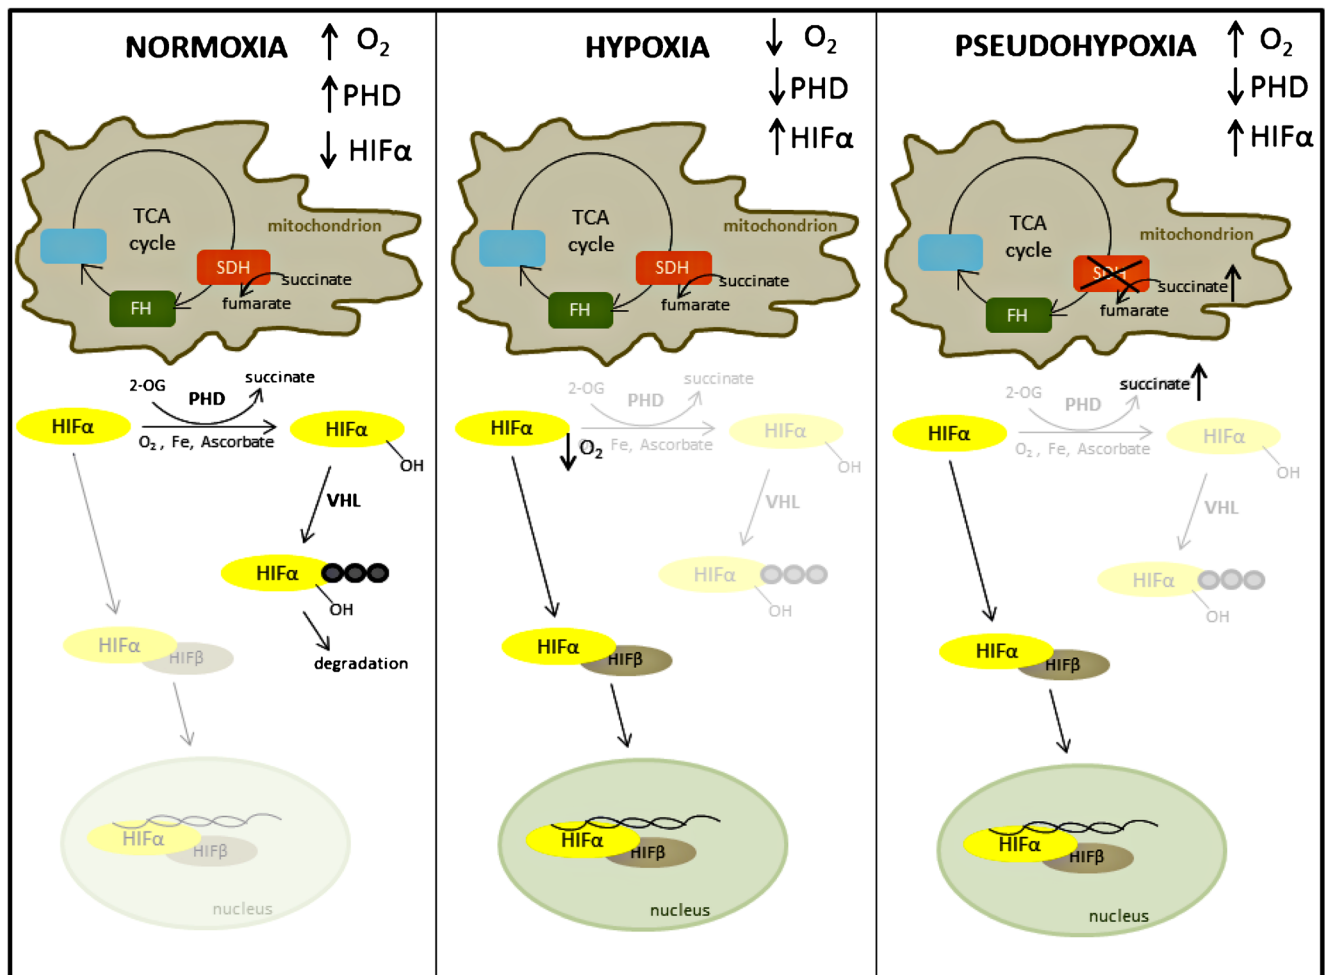 NORMOXIA
↑ O₂
↑ PHD
↓ HIFα
TCA
cycle
mitochondrion
SDH
succinate
fumarate
FH
2-OG
PHD
succinate
HIFα
O₂ , Fe, Ascorbate
HIFα
OH
VHL
HIFα
OH
degradation
HIFα
HIFβ
HIFα
HIFβ
nucleus
HYPOXIA
↓ O₂
↓ PHD
↑ HIFα
TCA
cycle
mitochondrion
SDH
succinate
fumarate
FH
2-OG
PHD
succinate
HIFα
↓ O₂
O₂ Fe, Ascorbate
HIFα
OH
VHL
HIFα
OH
HIFα
HIFβ
HIFα
HIFβ
nucleus
PSEUDOHYPOXIA
↑ O₂
↓ PHD
↑ HIFα
TCA
cycle
mitochondrion
SDH
succinate ↑
fumarate
FH
2-OG
PHD
succinate ↑
HIFα
O₂ , Fe, Ascorbate
HIFα
OH
VHL
HIFα
OH
HIFα
HIFβ
HIFα
HIFβ
nucleus